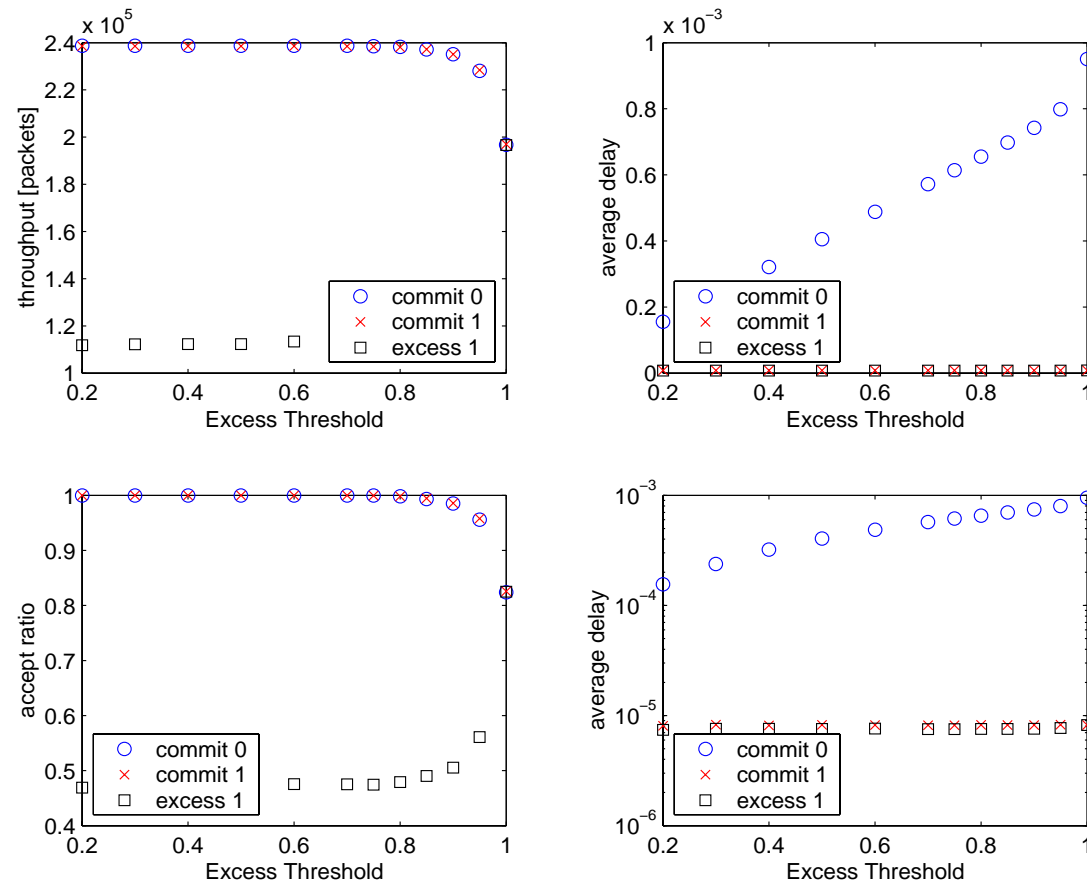 x 10⁵
2.4
2.2
2
1.8
1.6
1.4
1.2
1
throughput [packets]
commit 0
commit 1
excess 1
0.2 0.4 0.6 0.8 1
Excess Threshold
x 10⁻³
1
0.8
0.6
0.4
0.2
0
average delay
commit 0
commit 1
excess 1
0.2 0.4 0.6 0.8 1
Excess Threshold
1
0.9
0.8
0.7
0.6
0.5
0.4
accept ratio
commit 0
commit 1
excess 1
0.2 0.4 0.6 0.8 1
Excess Threshold
10⁻³
10⁻⁴
10⁻⁵
10⁻⁶
average delay
commit 0
commit 1
excess 1
0.2 0.4 0.6 0.8 1
Excess Threshold